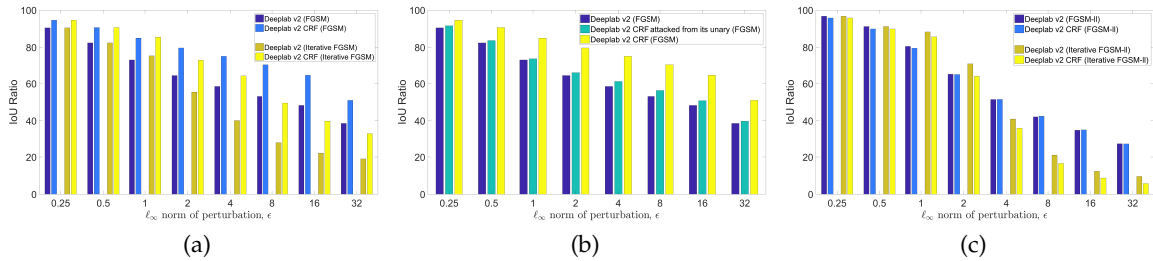 100
80
60
40
20
0
IoU Ratio
Deeplab v2 (FGSM)
Deeplab v2 CRF (FGSM)
Deeplab v2 (Iterative FGSM)
Deeplab v2 CRF (Iterative FGSM)
0.25 0.5 1 2 4 8 16 32
ℓ∞ norm of perturbation, ϵ
(a)
100
80
60
40
20
0
IoU Ratio
Deeplab v2 (FGSM)
Deeplab v2 CRF attacked from its unary (FGSM)
Deeplab v2 CRF (FGSM)
0.25 0.5 1 2 4 8 16 32
ℓ∞ norm of perturbation, ϵ
(b)
100
80
60
40
20
0
IoU Ratio
Deeplab v2 (FGSM-II)
Deeplab v2 CRF (FGSM-II)
Deeplab v2 (Iterative FGSM-II)
Deeplab v2 CRF (Iterative FGSM-II)
0.25 0.5 1 2 4 8 16 32
ℓ∞ norm of perturbation, ϵ
(c)